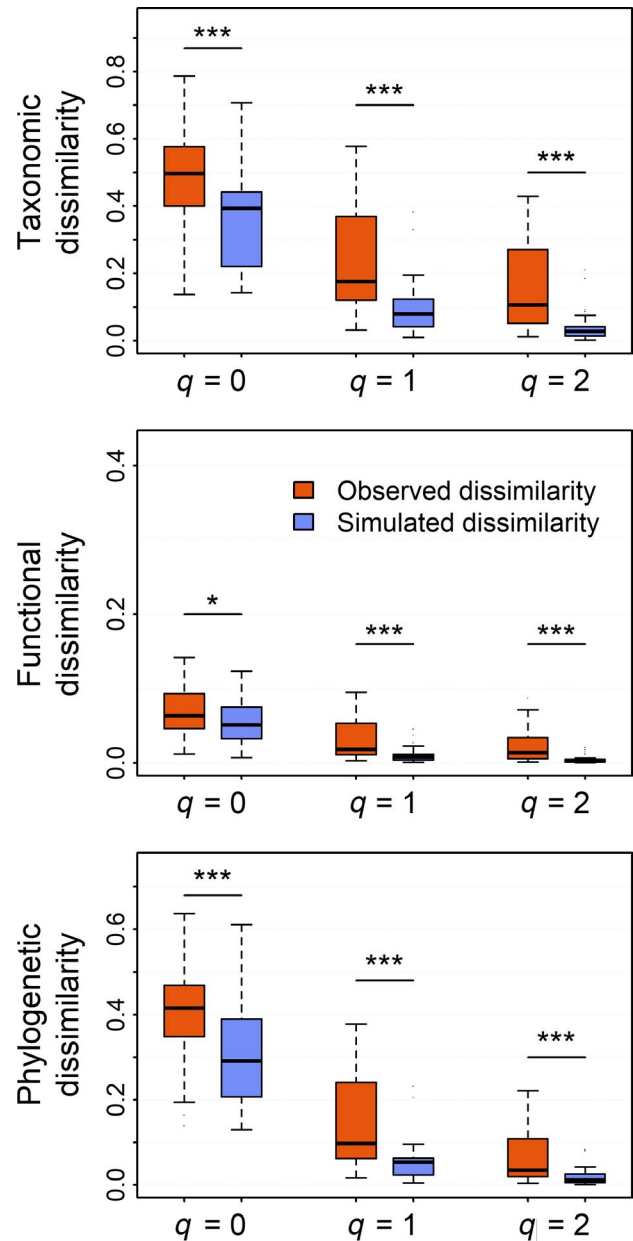 Taxonomic
dissimilarity
0.8
0.6
0.4
0.2
0.0
***
***
***
q = 0
q = 1
q = 2
Functional
dissimilarity
0.4
0.2
0.0
Observed dissimilarity
Simulated dissimilarity
*
***
***
q = 0
q = 1
q = 2
Phylogenetic
dissimilarity
0.6
0.4
0.2
0.0
***
***
***
q = 0
q = 1
q = 2